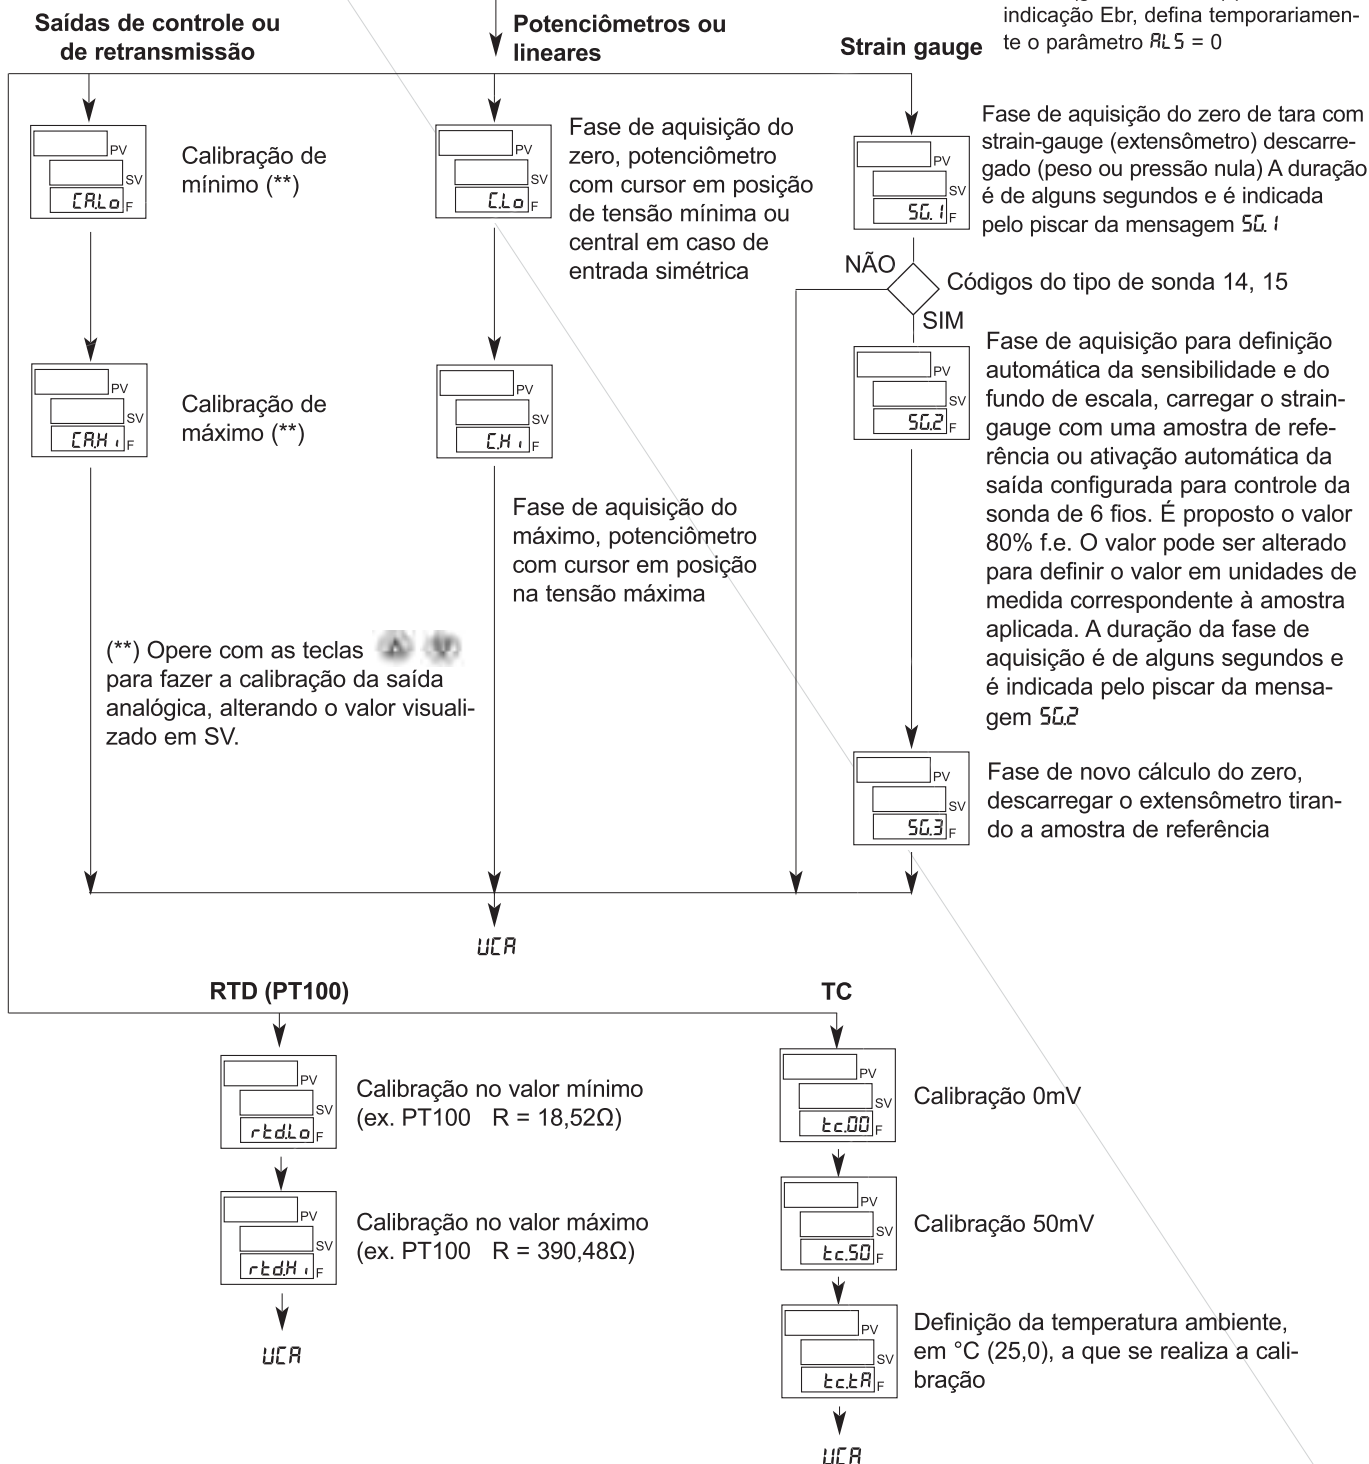 indicação Ebr, defina temporariamen-
te o parâmetro AL5 = 0
Saídas de controle ou
de retransmissão
Potenciômetros ou
lineares
Strain gauge
PV
SV
CA.Lo F
Calibração de
mínimo (**)
PV
SV
CA.Hi F
Calibração de
máximo (**)
(**) Opere com as teclas
para fazer a calibração da saída
analógica, alterando o valor visuali-
zado em SV.
PV
SV
C.Lo F
Fase de aquisição do
zero, potenciômetro
com cursor em posição
de tensão mínima ou
central em caso de
entrada simétrica
PV
SV
C.Hi F
Fase de aquisição do
máximo, potenciômetro
com cursor em posição
na tensão máxima
PV
SV
SG.1 F
Fase de aquisição do zero de tara com
strain-gauge (extensômetro) descarre-
gado (peso ou pressão nula) A duração
é de alguns segundos e é indicada
pelo piscar da mensagem SG.1
NÃO
Códigos do tipo de sonda 14, 15
SIM
PV
SV
SG.2 F
Fase de aquisição para definição
automática da sensibilidade e do
fundo de escala, carregar o strain-
gauge com uma amostra de refe-
rência ou ativação automática da
saída configurada para controle da
sonda de 6 fios. É proposto o valor
80% f.e. O valor pode ser alterado
para definir o valor em unidades de
medida correspondente à amostra
aplicada. A duração da fase de
aquisição é de alguns segundos e
é indicada pelo piscar da mensa-
gem SG.2
PV
SV
SG.3 F
Fase de novo cálculo do zero,
descarregar o extensômetro tiran-
do a amostra de referência
UCA
RTD (PT100)
PV
SV
rtd.Lo F
Calibração no valor mínimo
(ex. PT100 R = 18,52Ω)
PV
SV
rtd.Hi F
Calibração no valor máximo
(ex. PT100 R = 390,48Ω)
UCA
TC
PV
SV
tc.00 F
Calibração 0mV
PV
SV
tc.50 F
Calibração 50mV
PV
SV
tc.tA F
Definição da temperatura ambiente,
em °C (25,0), a que se realiza a cali-
bração
UCA